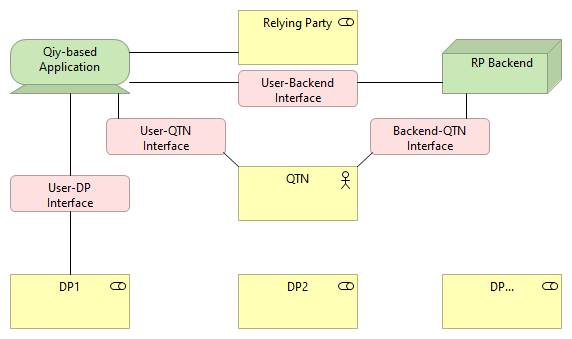 Relying Party
Qiy-based
Application
RP Backend
User-Backend
Interface
User-QTN
Interface
Backend-QTN
Interface
QTN
User-DP
Interface
DP1
DP2
DP...